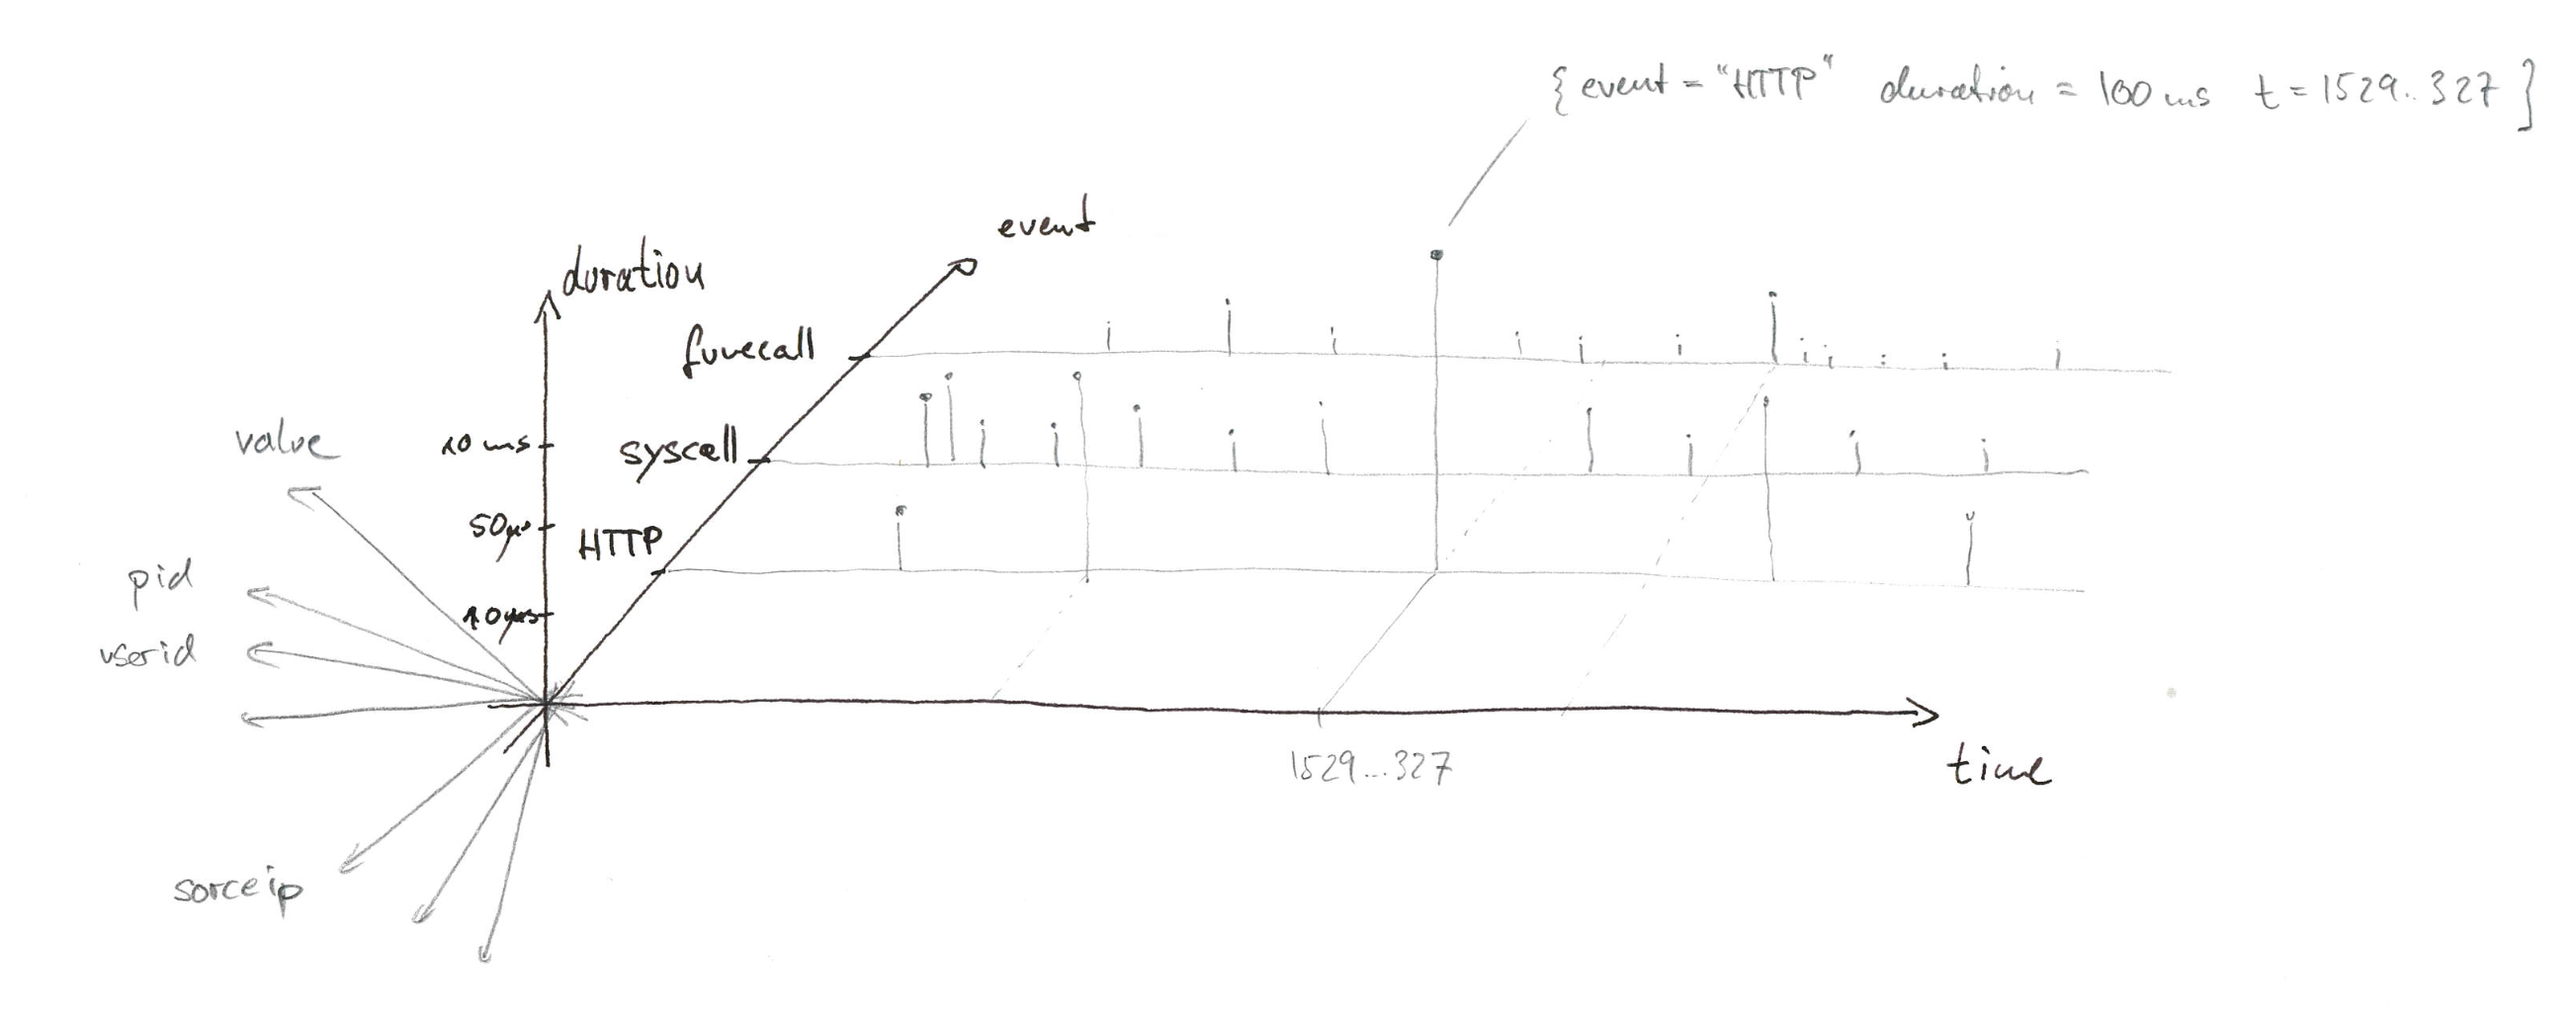 { event = "HTTP" duration = 100 ms t = 1529.. 327 }
event
duration
funccall
value
10 ms
syscall
50µs
HTTP
pid
10µs
userid
1529...327
time
sorceip